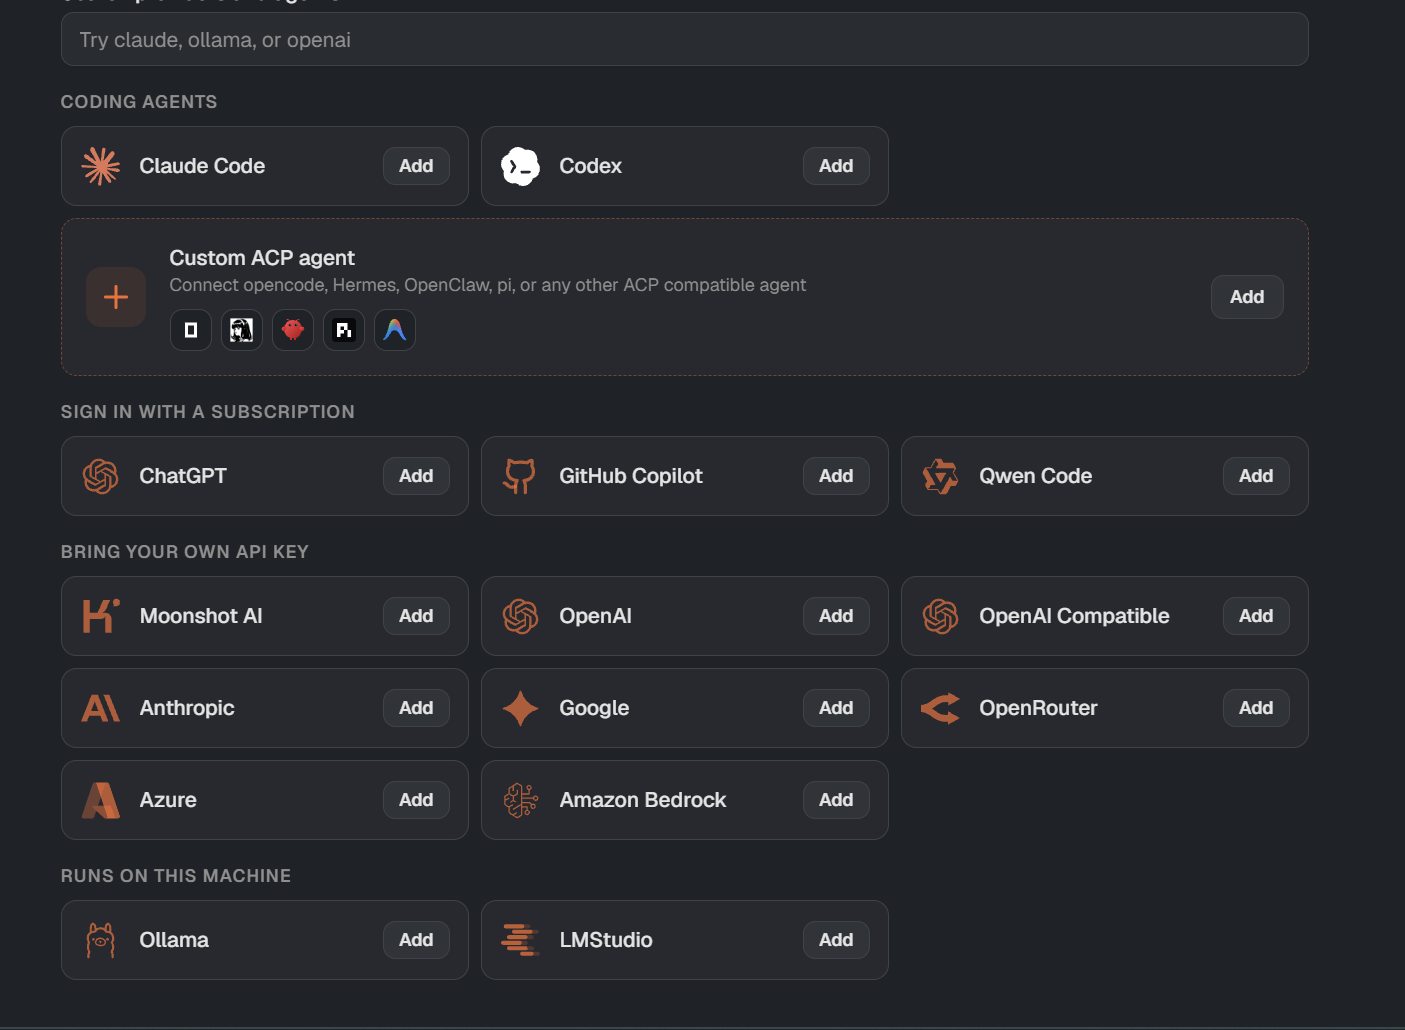 Try claude, ollama, or openai
CODING AGENTS
Claude Code
Add
Codex
Add
Custom ACP agent
Connect opencode, Hermes, OpenClaw, pi, or any other ACP compatible agent
Add
SIGN IN WITH A SUBSCRIPTION
ChatGPT
Add
GitHub Copilot
Add
Qwen Code
Add
BRING YOUR OWN API KEY
Moonshot AI
Add
OpenAI
Add
OpenAI Compatible
Add
Anthropic
Add
Google
Add
OpenRouter
Add
Azure
Add
Amazon Bedrock
Add
RUNS ON THIS MACHINE
Ollama
Add
LMStudio
Add